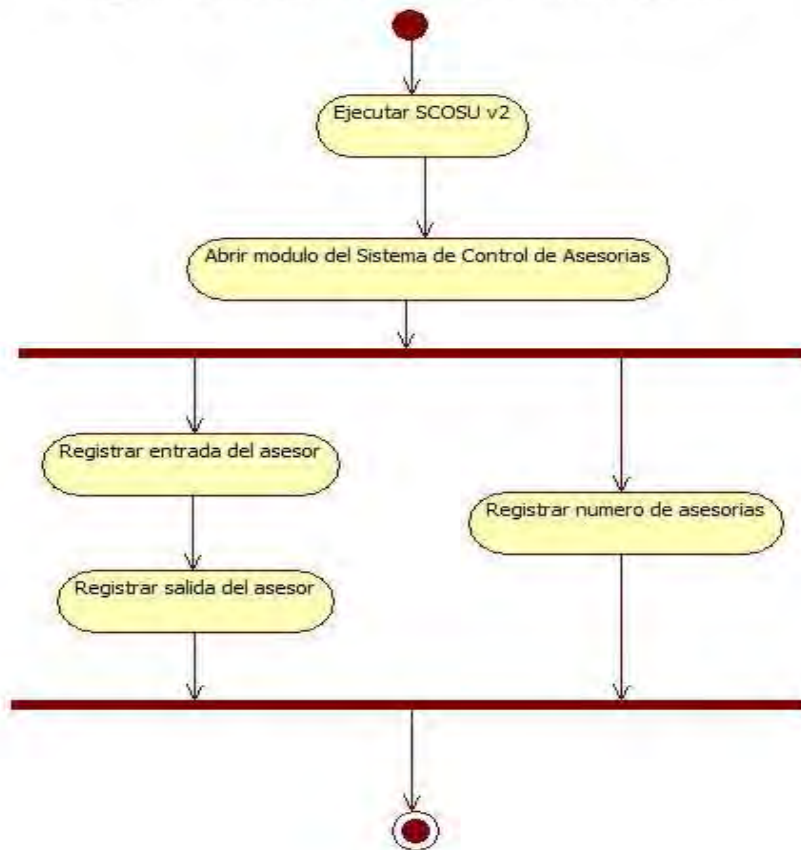 Ejecutar SCOSU v2
Abrir modulo del Sistema de Control de Asesorias
Registrar entrada del asesor
Registrar numero de asesorias
Registrar salida del asesor